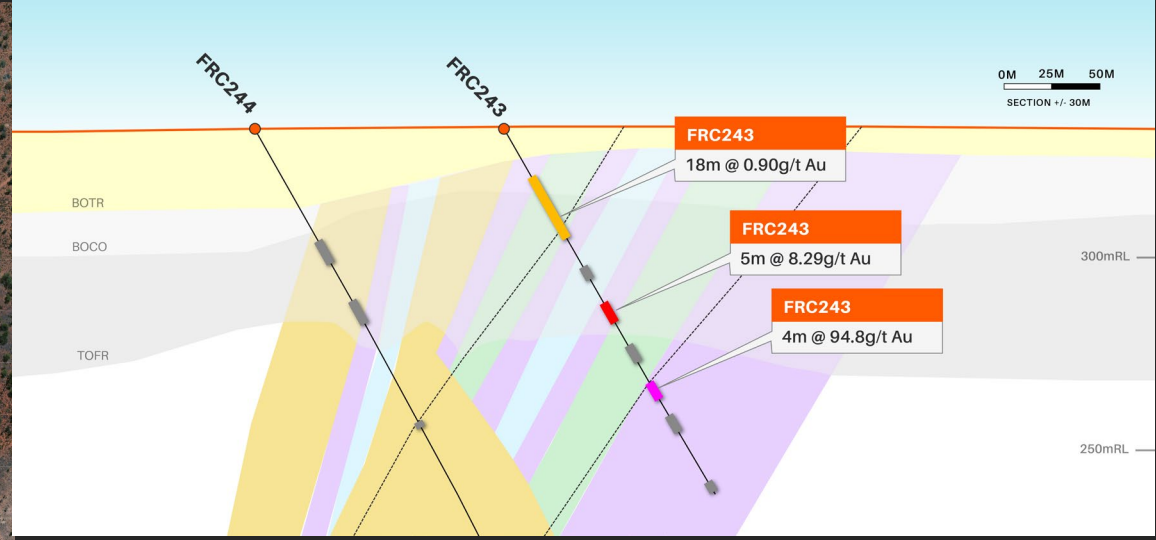 FRC244
FRC243
0M 25M 50M
SECTION +/- 30M
FRC243
18m @ 0.90g/t Au
BOTR
FRC243
BOCO
5m @ 8.29g/t Au
300mRL
FRC243
4m @ 94.8g/t Au
TOFR
250mRL